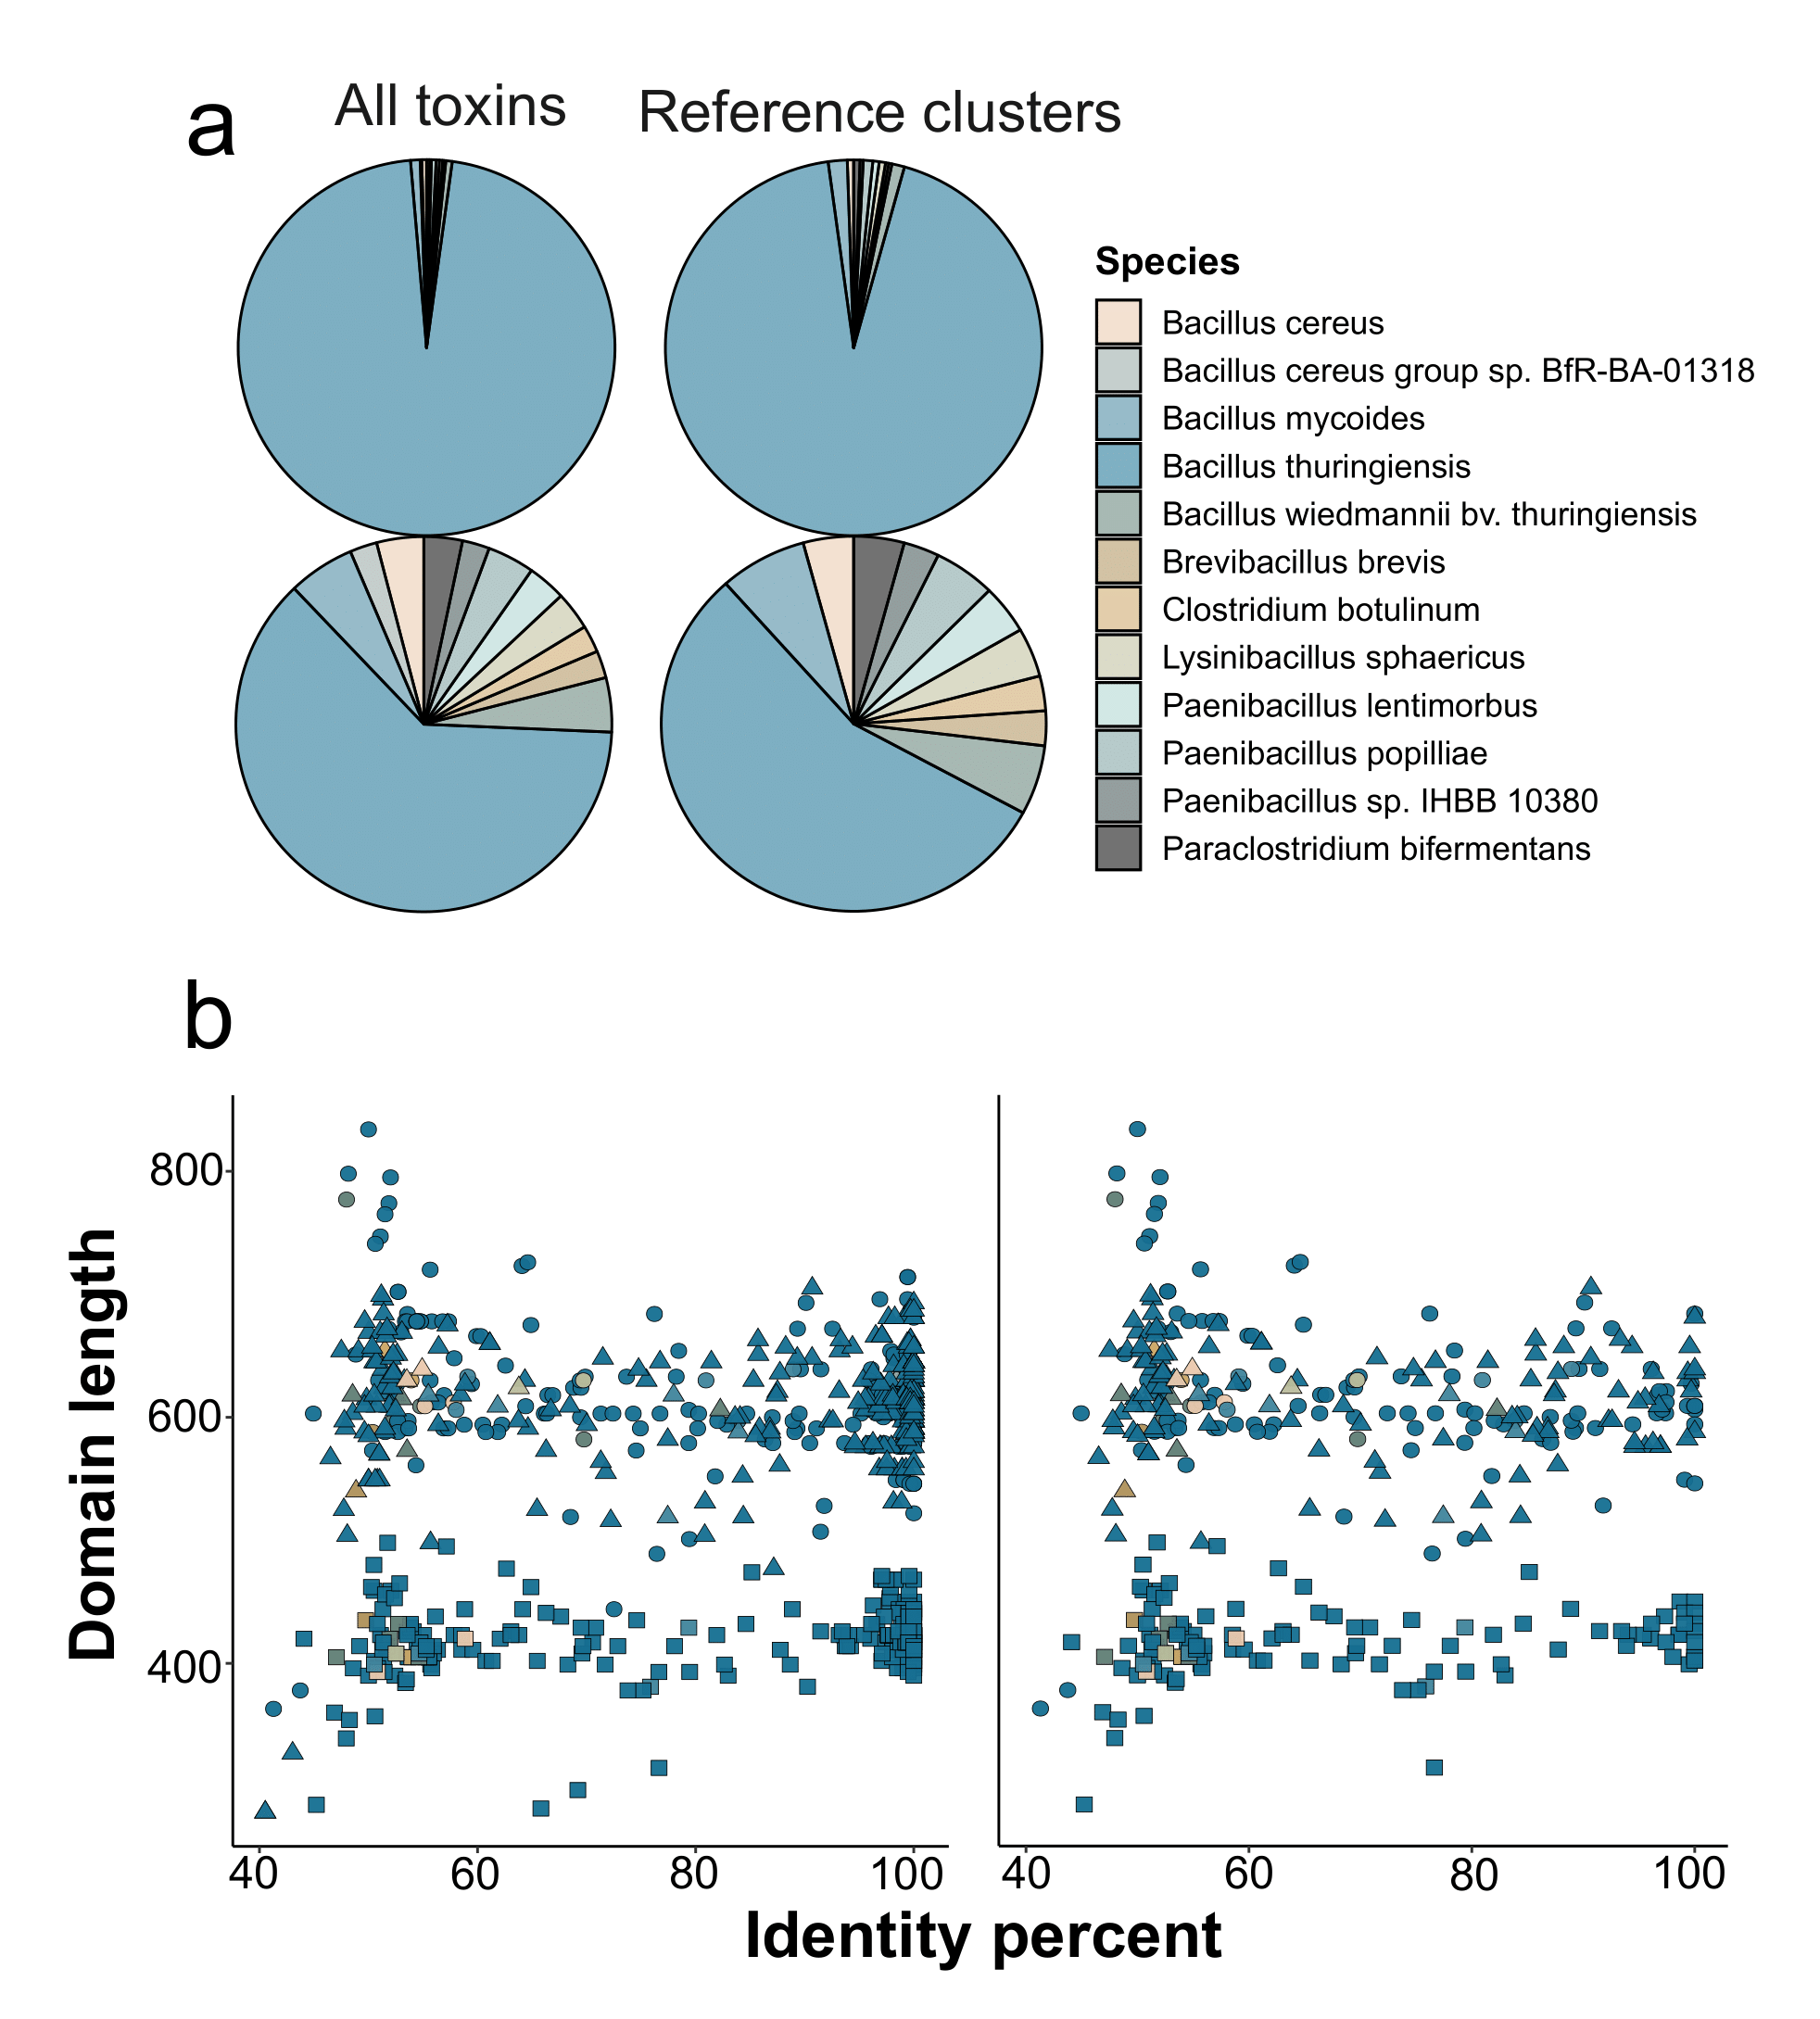 a
All toxins
Reference clusters
Species
Bacillus cereus
Bacillus cereus group sp. BfR-BA-01318
Bacillus mycoides
Bacillus thuringiensis
Bacillus wiedmannii bv. thuringiensis
Brevibacillus brevis
Clostridium botulinum
Lysinibacillus sphaericus
Paenibacillus lentimorbus
Paenibacillus popilliae
Paenibacillus sp. IHBB 10380
Paraclostridium bifermentans
b
Domain length
800
600
400
40 60 80 100
40 60 80 100
Identity percent